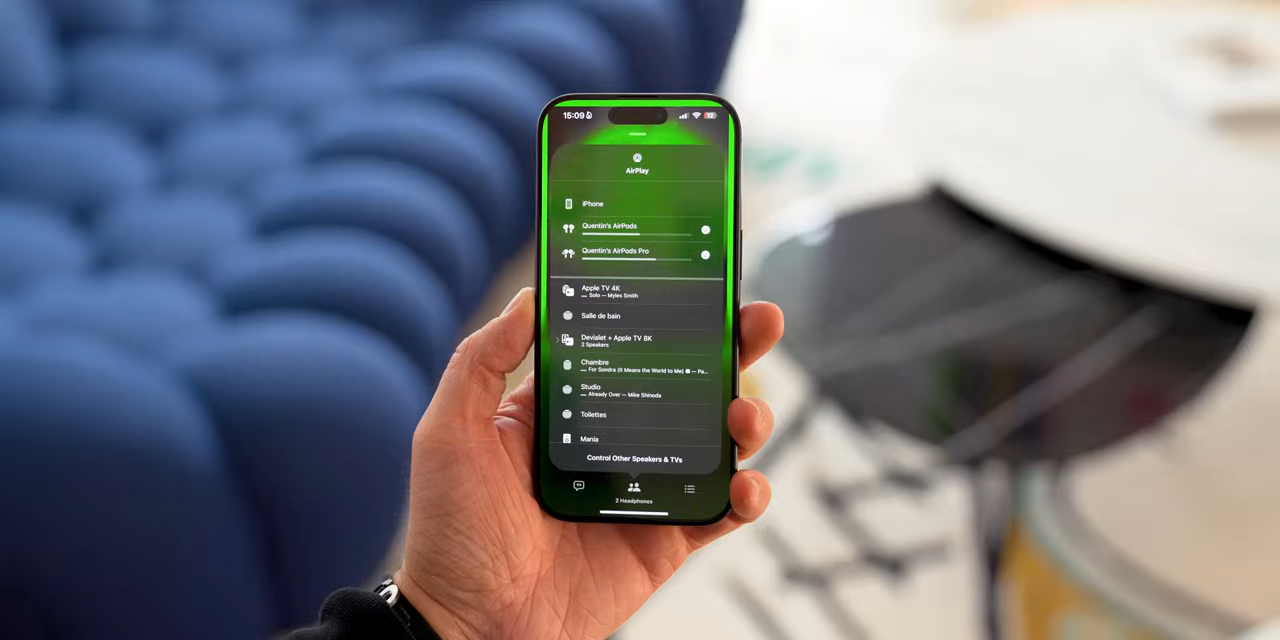 15:09
AirPlay
iPhone
Quentin's AirPods
Quentin's AirPods Pro
Apple TV 4K
Solo — Myles Smith
Salle de bain
Devialet + Apple TV 8K
2 Speakers
Chambre
For Sondra (It Means the World to Me) — Pa...
Studio
Already Over — Mike Shinoda
Toilettes
Mania
Control Other Speakers & TVs
2 Headphones